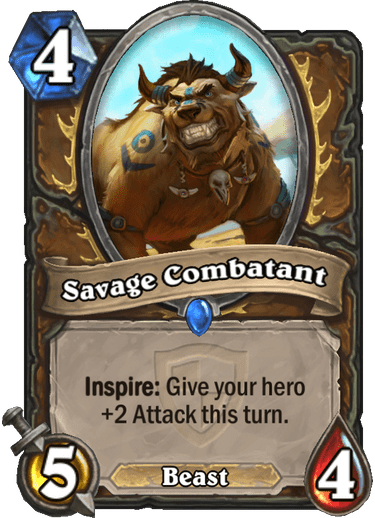 4
Savage Combatant
Inspire: Give your hero
+2 Attack this turn.
5
Beast
4